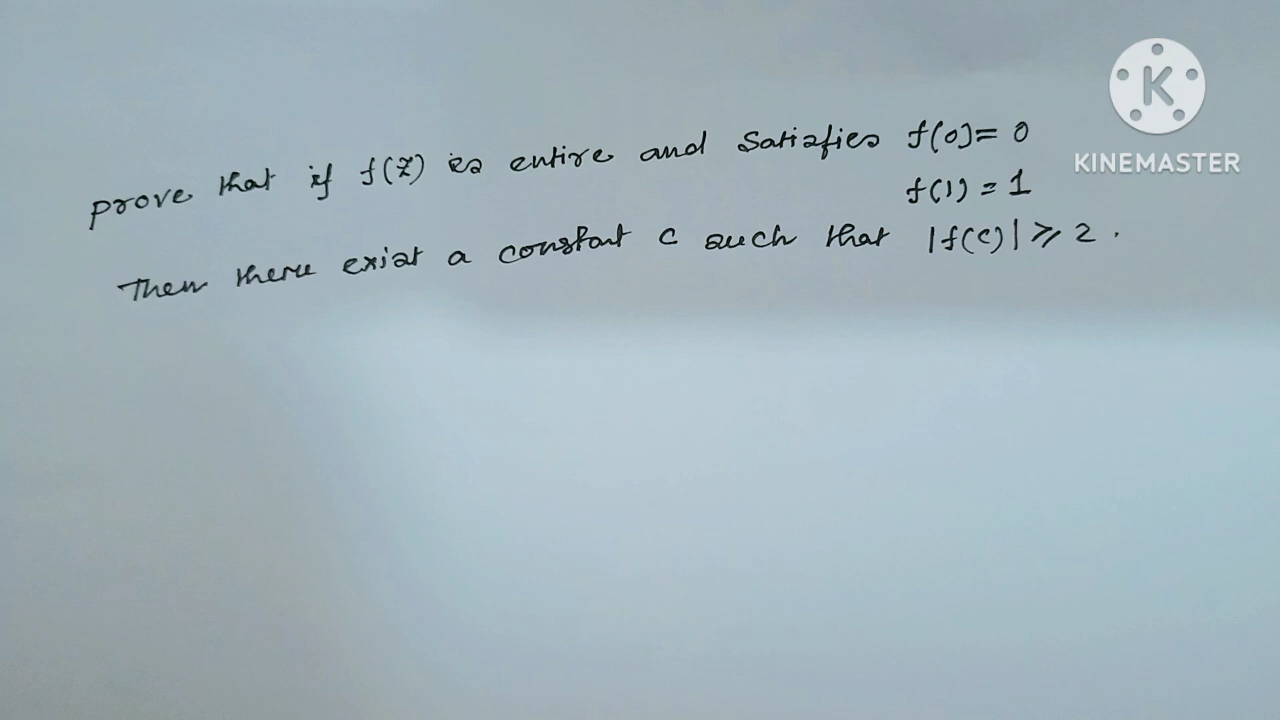 prove that if f(z) is entire and satisfies f(0) = 0
f(1) = 1
Then there exist a constant c such that |f(c)| ⩾ 2 .
K
KINEMASTER